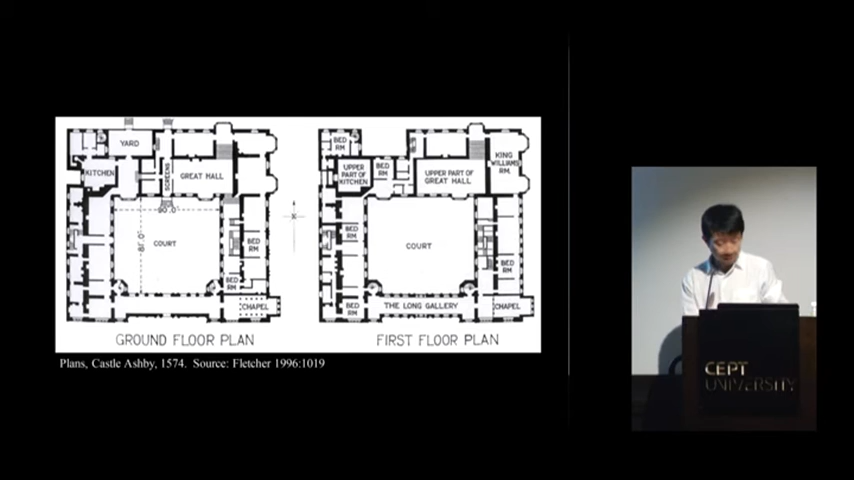 YARD
KITCHEN
SCREENS
GREAT HALL
90.0'
81.0'
COURT
BED
RM
BED
RM
CHAPEL
GROUND FLOOR PLAN
BED
RM
UPPER
PART OF
KITCHEN
BED
RM
UPPER PART OF
GREAT HALL
KING
WILLIAMS
RM.
BED
RM
COURT
BED
RM
BED
RM
THE LONG GALLERY
CHAPEL
FIRST FLOOR PLAN
Plans, Castle Ashby, 1574. Source: Fletcher 1996:1019
CEPT
UNIVERSITY